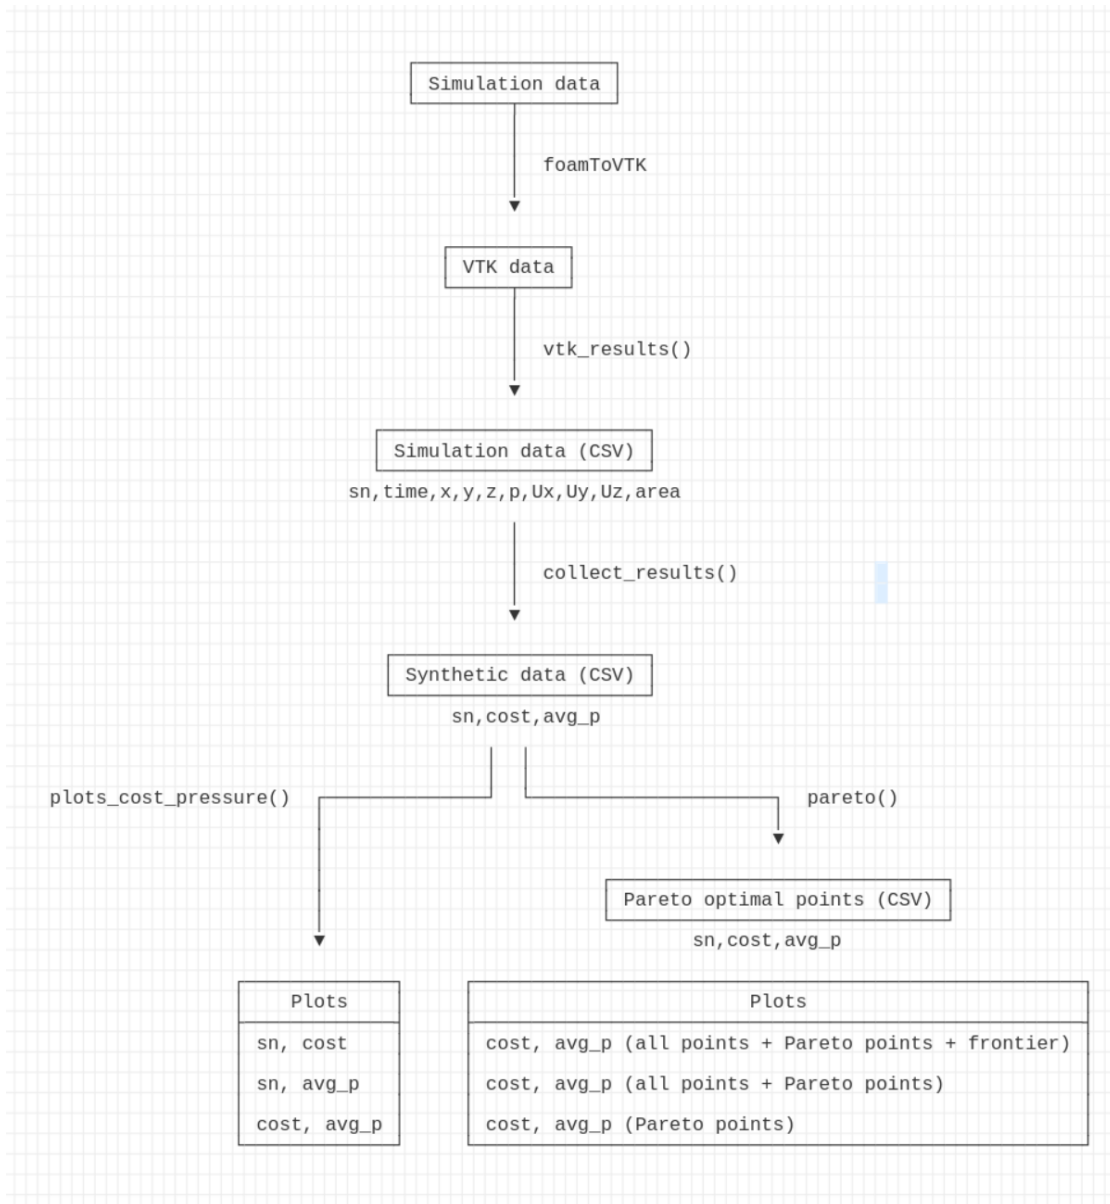 Simulation data
foamToVTK
VTK data
vtk_results()
Simulation data (CSV)
sn,time,x,y,z,p,Ux,Uy,Uz,area
collect_results()
Synthetic data (CSV)
sn,cost,avg_p
plots_cost_pressure()
pareto()
Pareto optimal points (CSV)
sn,cost,avg_p
Plots
sn, cost
sn, avg_p
cost, avg_p
Plots
cost, avg_p (all points + Pareto points + frontier)
cost, avg_p (all points + Pareto points)
cost, avg_p (Pareto points)